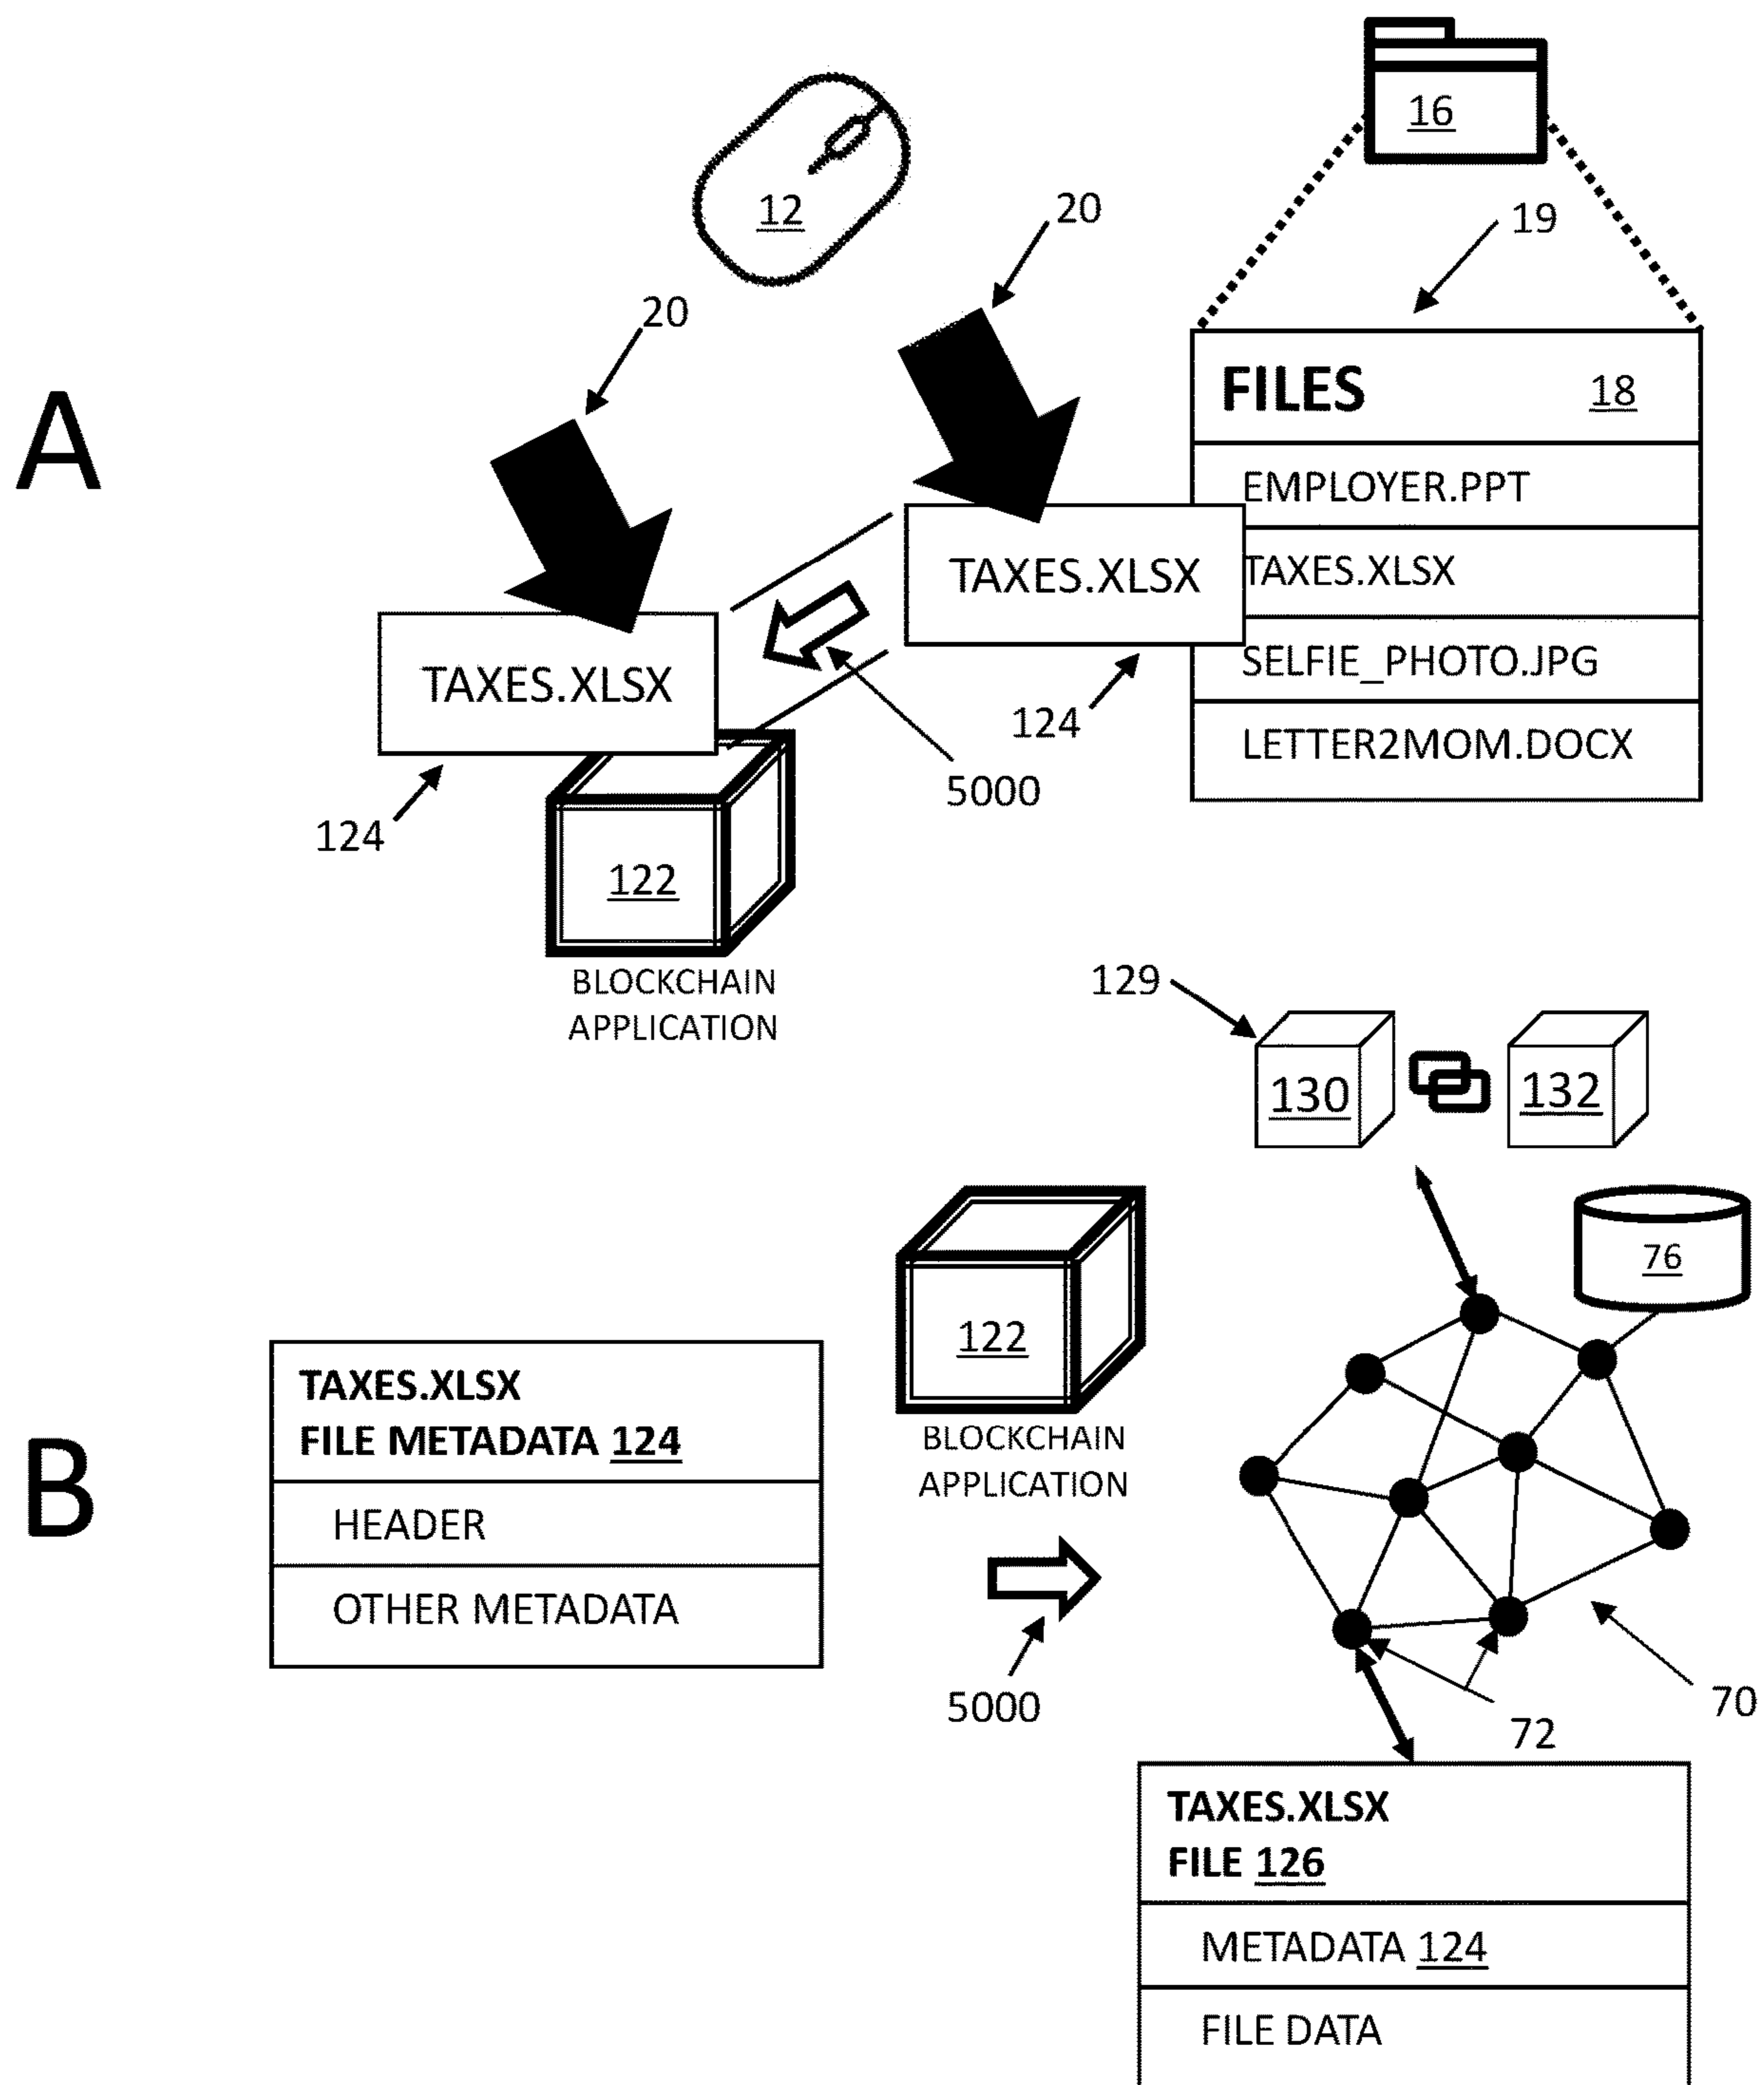 16
12
20
19
20
A
FILES 18
EMPLOYER.PPT
TAXES.XLSX
TAXES.XLSX
SELFIE_PHOTO.JPG
TAXES.XLSX
124
LETTER2MOM.DOCX
5000
124
122
BLOCKCHAIN
APPLICATION
129
130
132
76
122
B
TAXES.XLSX
FILE METADATA 124
HEADER
OTHER METADATA
BLOCKCHAIN
APPLICATION
5000
72
70
TAXES.XLSX
FILE 126
METADATA 124
FILE DATA